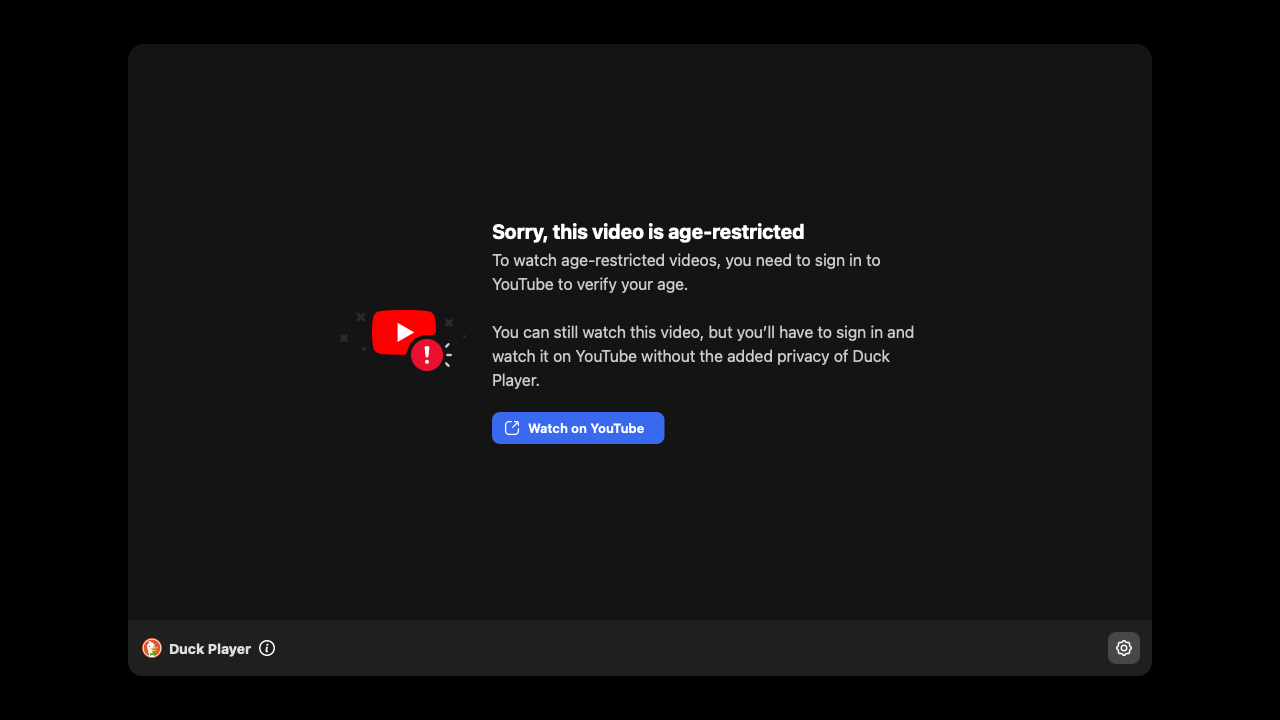 Sorry, this video is age-restricted
To watch age-restricted videos, you need to sign in to
YouTube to verify your age.
You can still watch this video, but you’ll have to sign in and
watch it on YouTube without the added privacy of Duck
Player.
Watch on YouTube
Duck Player